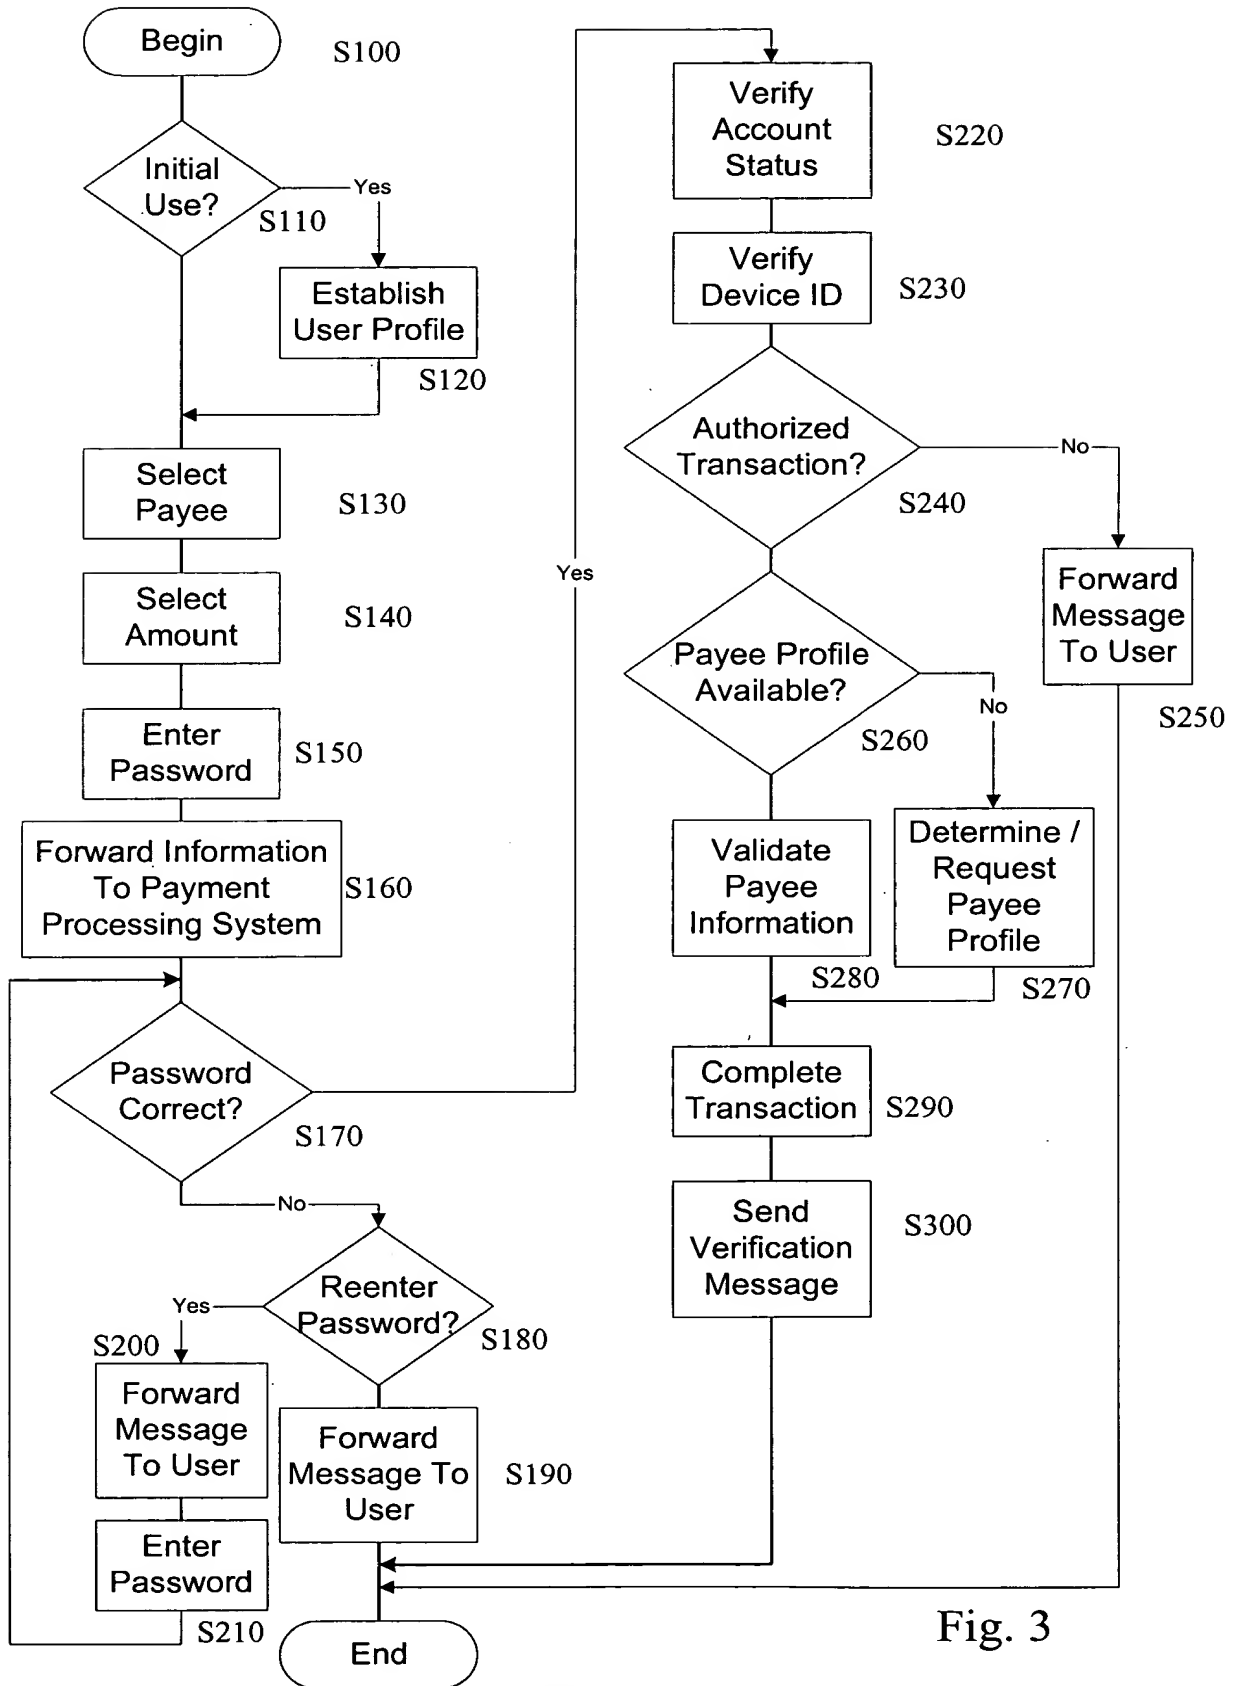 Begin
S100
Initial
Use?
Yes
S110
Establish
User Profile
S120
Select
Payee
S130
Select
Amount
S140
Enter
Password
S150
Forward Information
To Payment
Processing System
S160
Password
Correct?
S170
Yes
No
Reenter
Password?
S180
Yes
S200
Forward
Message
To User
Enter
Password
S210
Forward
Message To
User
S190
End
Verify
Account
Status
S220
Verify
Device ID
S230
Authorized
Transaction?
S240
No
Forward
Message
To User
S250
Payee Profile
Available?
S260
No
Determine /
Request
Payee
Profile
S270
Validate
Payee
Information
S280
Complete
Transaction
S290
Send
Verification
Message
S300
Fig. 3